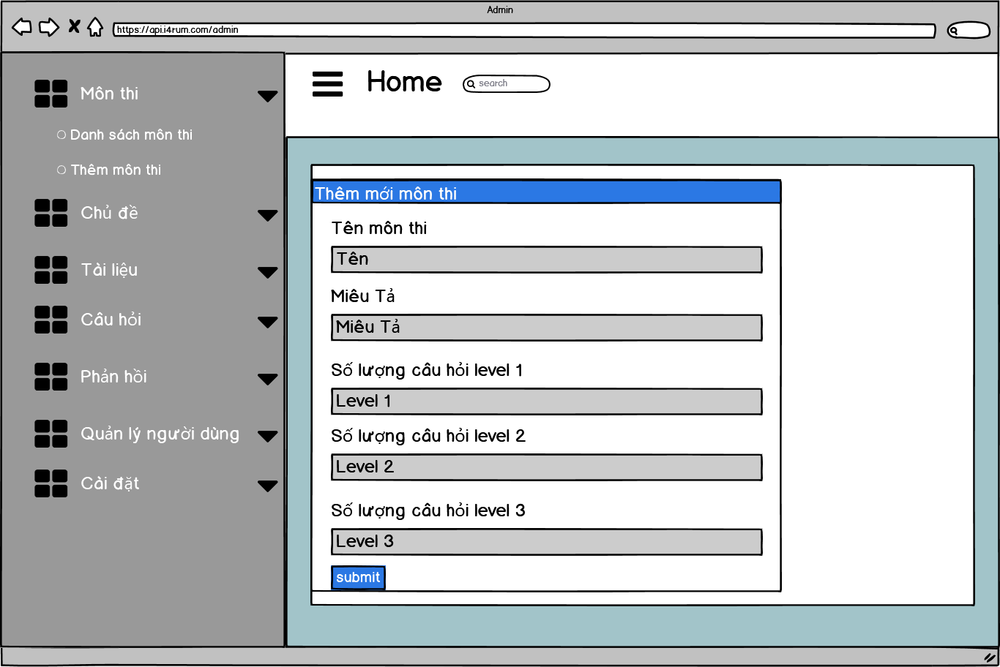 Admin
https://api.i4rum.com/admin
Môn thi
Danh sách môn thi
Thêm môn thi
Chủ đề
Tài liệu
Câu hỏi
Phản hồi
Quản lý người dùng
Cài đặt
Home
search
Thêm mới môn thi
Tên môn thi
Tên
Miêu Tả
Miêu Tả
Số lượng câu hỏi level 1
Level 1
Số lượng câu hỏi level 2
Level 2
Số lượng câu hỏi level 3
Level 3
submit